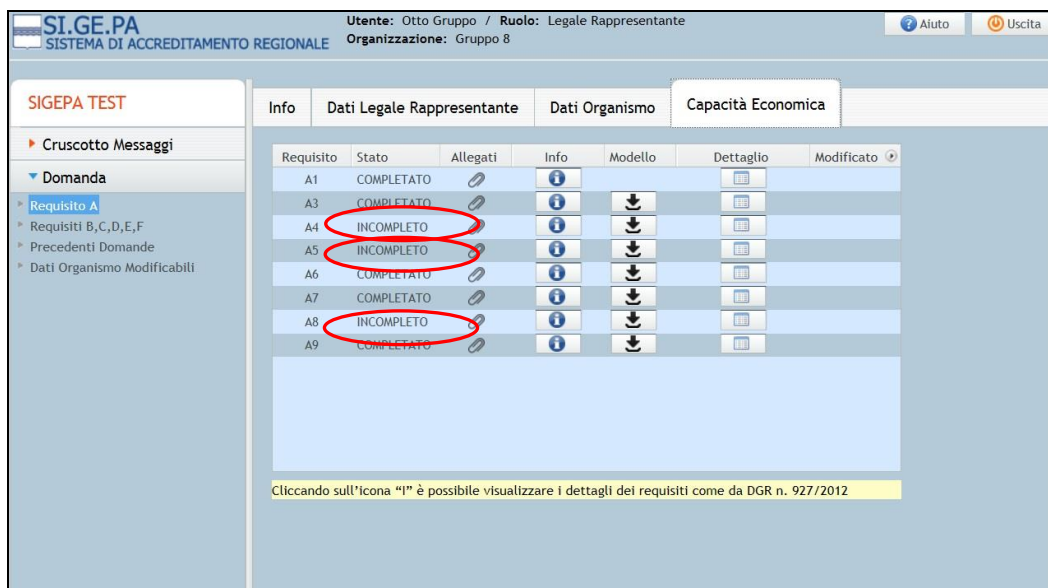 SI.GE.PA
SISTEMA DI ACCREDITAMENTO REGIONALE
Utente: Otto Gruppo / Ruolo: Legale Rappresentante
Organizzazione: Gruppo 8
Aiuto
Uscita
SIGEPA TEST
Cruscotto Messaggi
Domanda
Requisito A
Requisiti B,C,D,E,F
Precedenti Domande
Dati Organismo Modificabili
Info Dati Legale Rappresentante Dati Organismo Capacità Economica
Requisito Stato Allegati Info Modello Dettaglio Modificato
A1 COMPLETATO
A3 COMPLETATO
A4 INCOMPLETO
A5 INCOMPLETO
A6 COMPLETATO
A7 COMPLETATO
A8 INCOMPLETO
A9 COMPLETATO
Cliccando sull'icona “I” è possibile visualizzare i dettagli dei requisiti come da DGR n. 927/2012